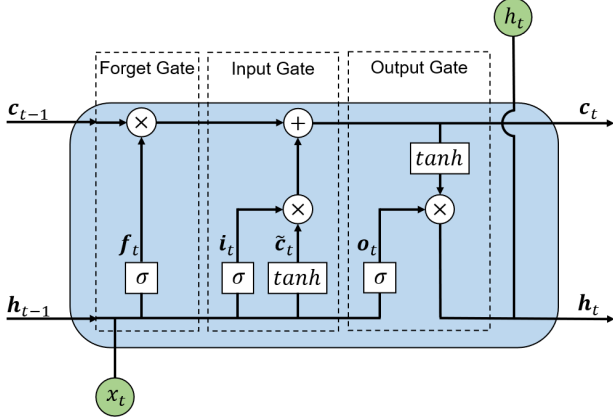 h_t
Forget Gate Input Gate Output Gate
c_{t-1} × + c_t
tanh
× ×
f_t i_t c̃_t o_t
σ σ tanh σ
h_{t-1} h_t
x_t